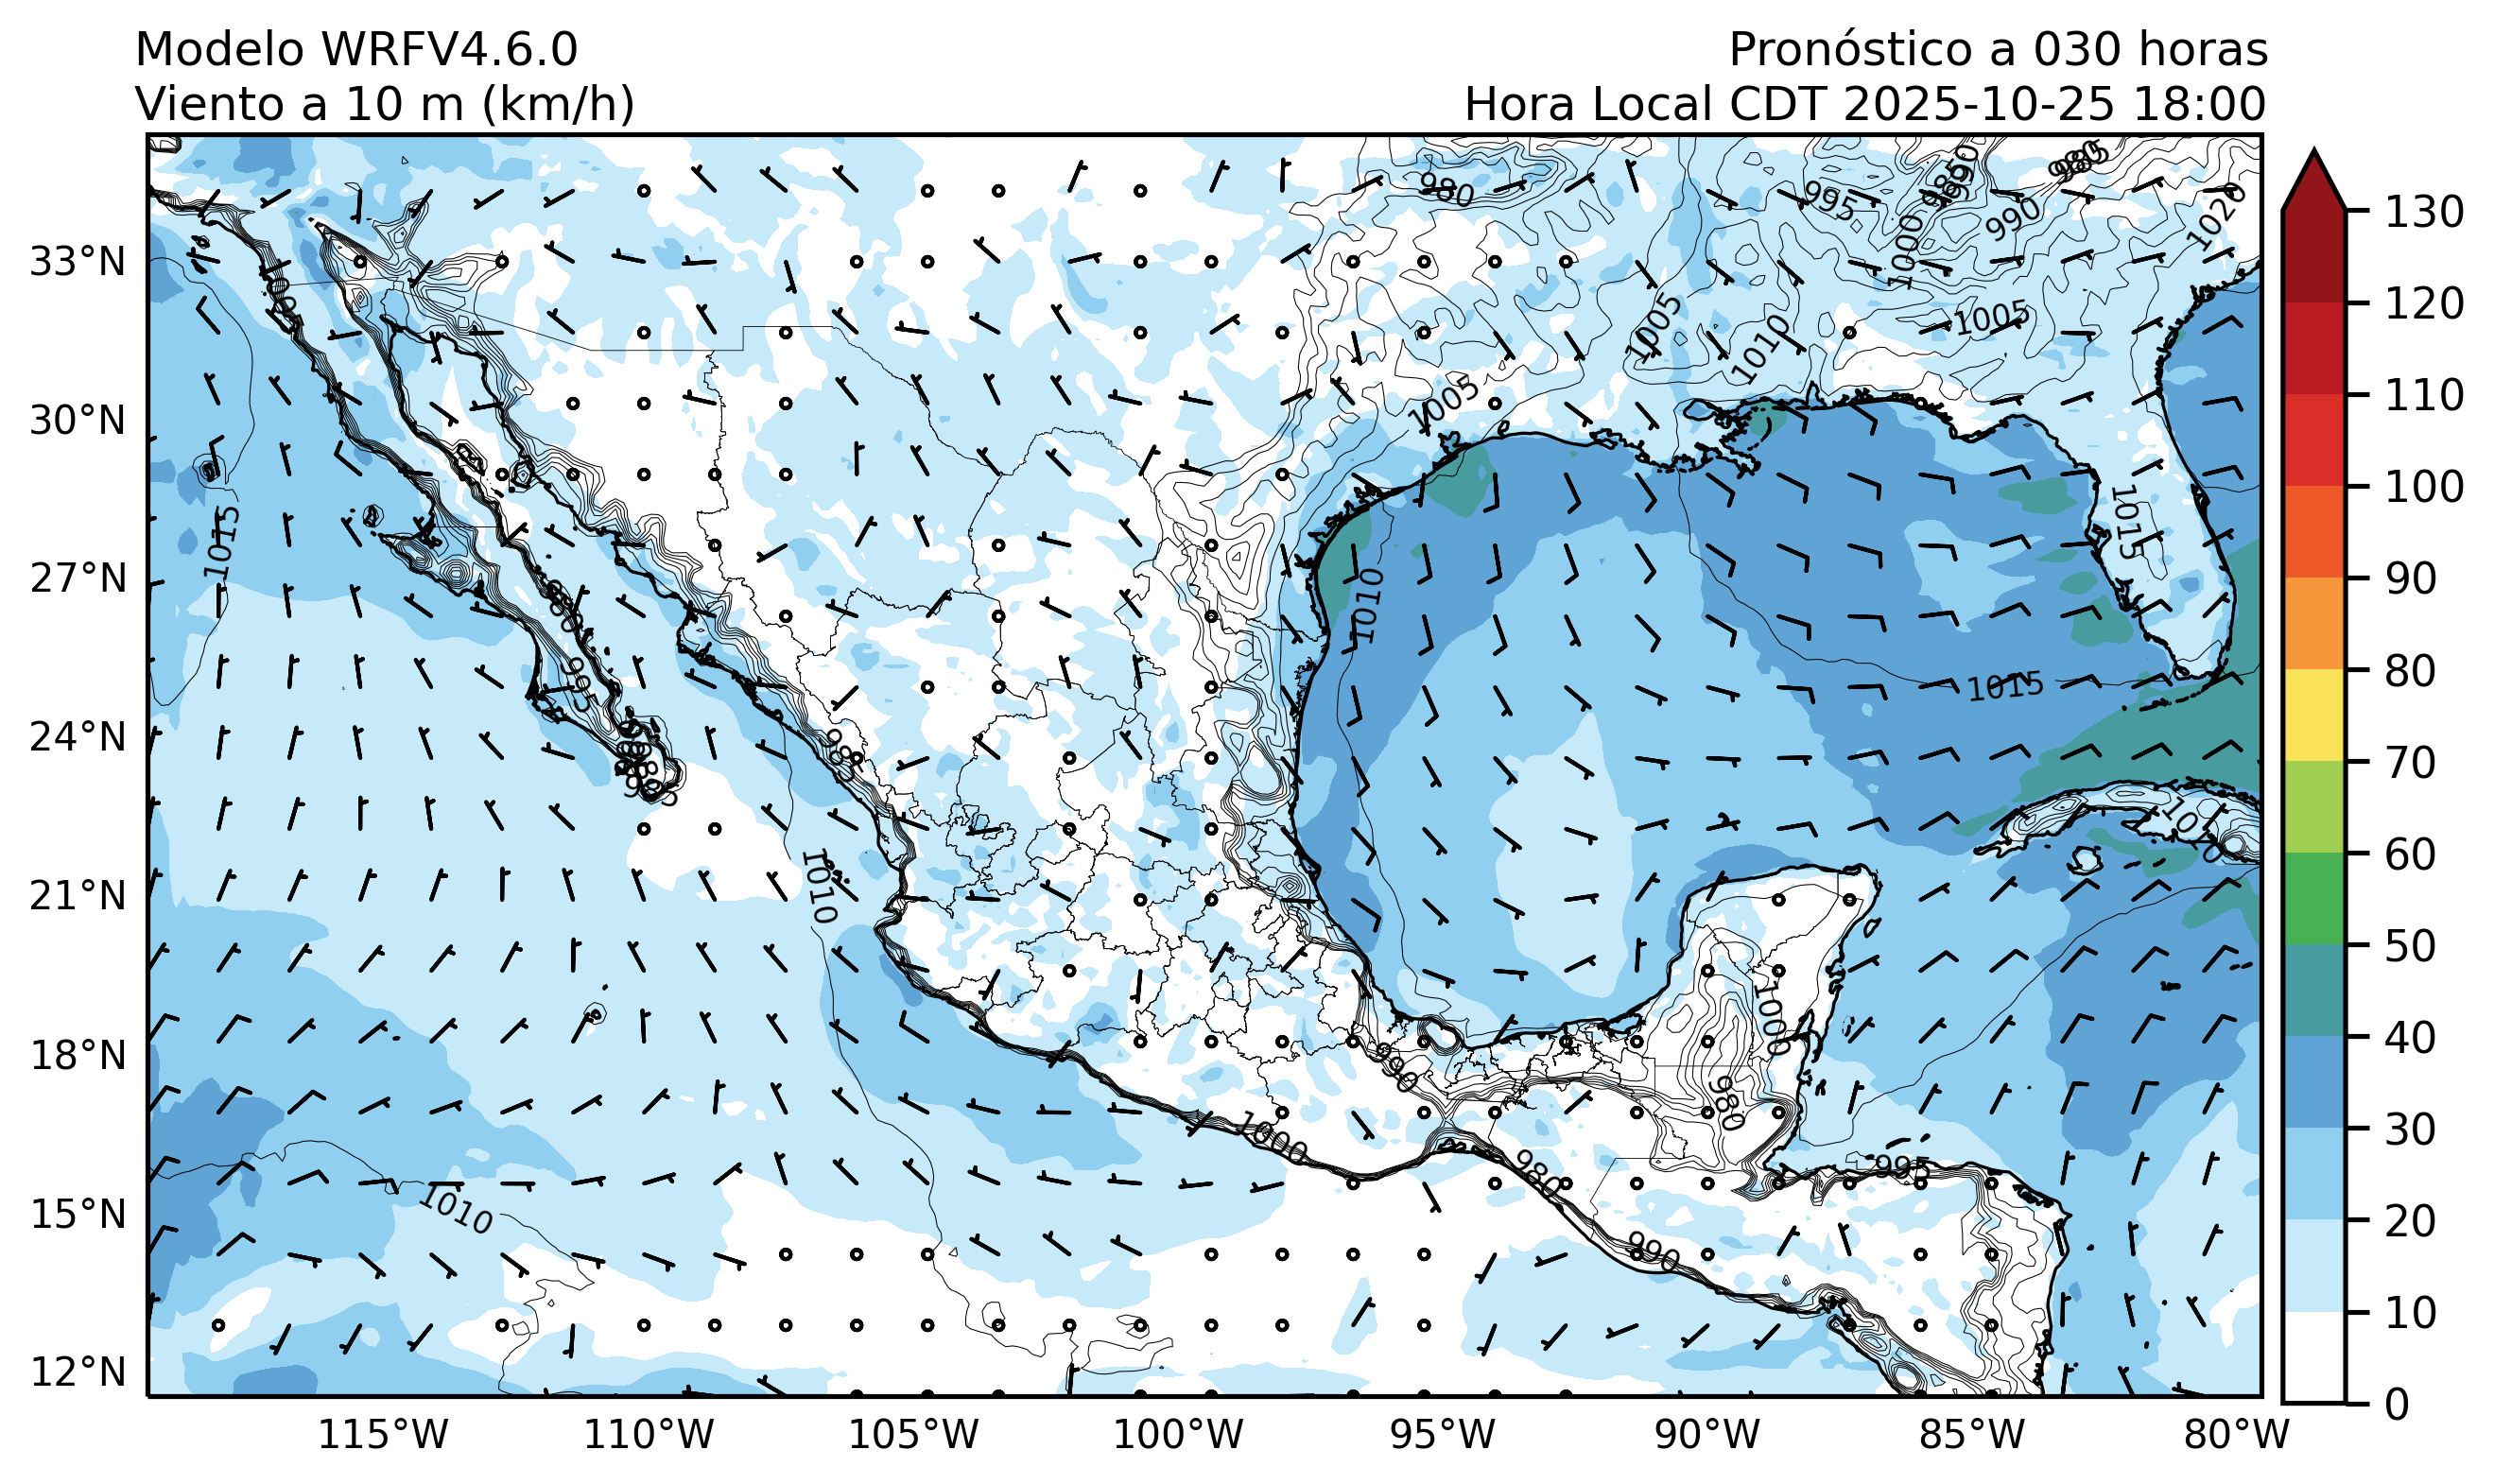 Modelo WRFV4.6.0
Viento a 10 m (km/h)
Pronóstico a 030 horas
Hora Local CDT 2025-10-25 18:00
33°N
30°N
27°N
24°N
21°N
18°N
15°N
12°N
115°W
110°W
105°W
100°W
95°W
90°W
85°W
80°W
130
120
110
100
90
80
70
60
50
40
30
20
10
0
980
995
990
985
1020
1000
1005
1005
1010
1005
1015
1015
1010
1015
995
985
1010
1010
1000
980
990
1000
980
995
990
1010